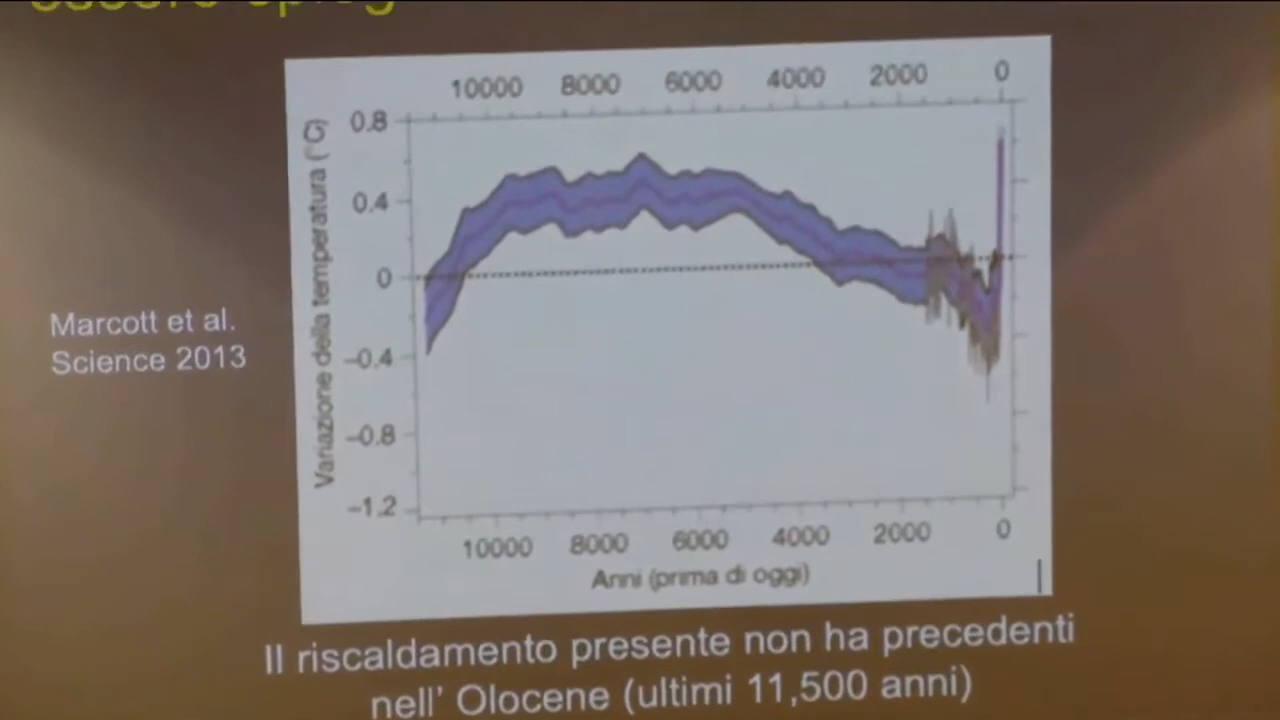 10000 8000 6000 4000 2000 0
Variazione della temperatura (°C)
0.8
0.4
0
–0.4
–0.8
–1.2
Marcott et al.
Science 2013
10000 8000 6000 4000 2000 0
Anni (prima di oggi)
Il riscaldamento presente non ha precedenti
nell' Olocene (ultimi 11,500 anni)